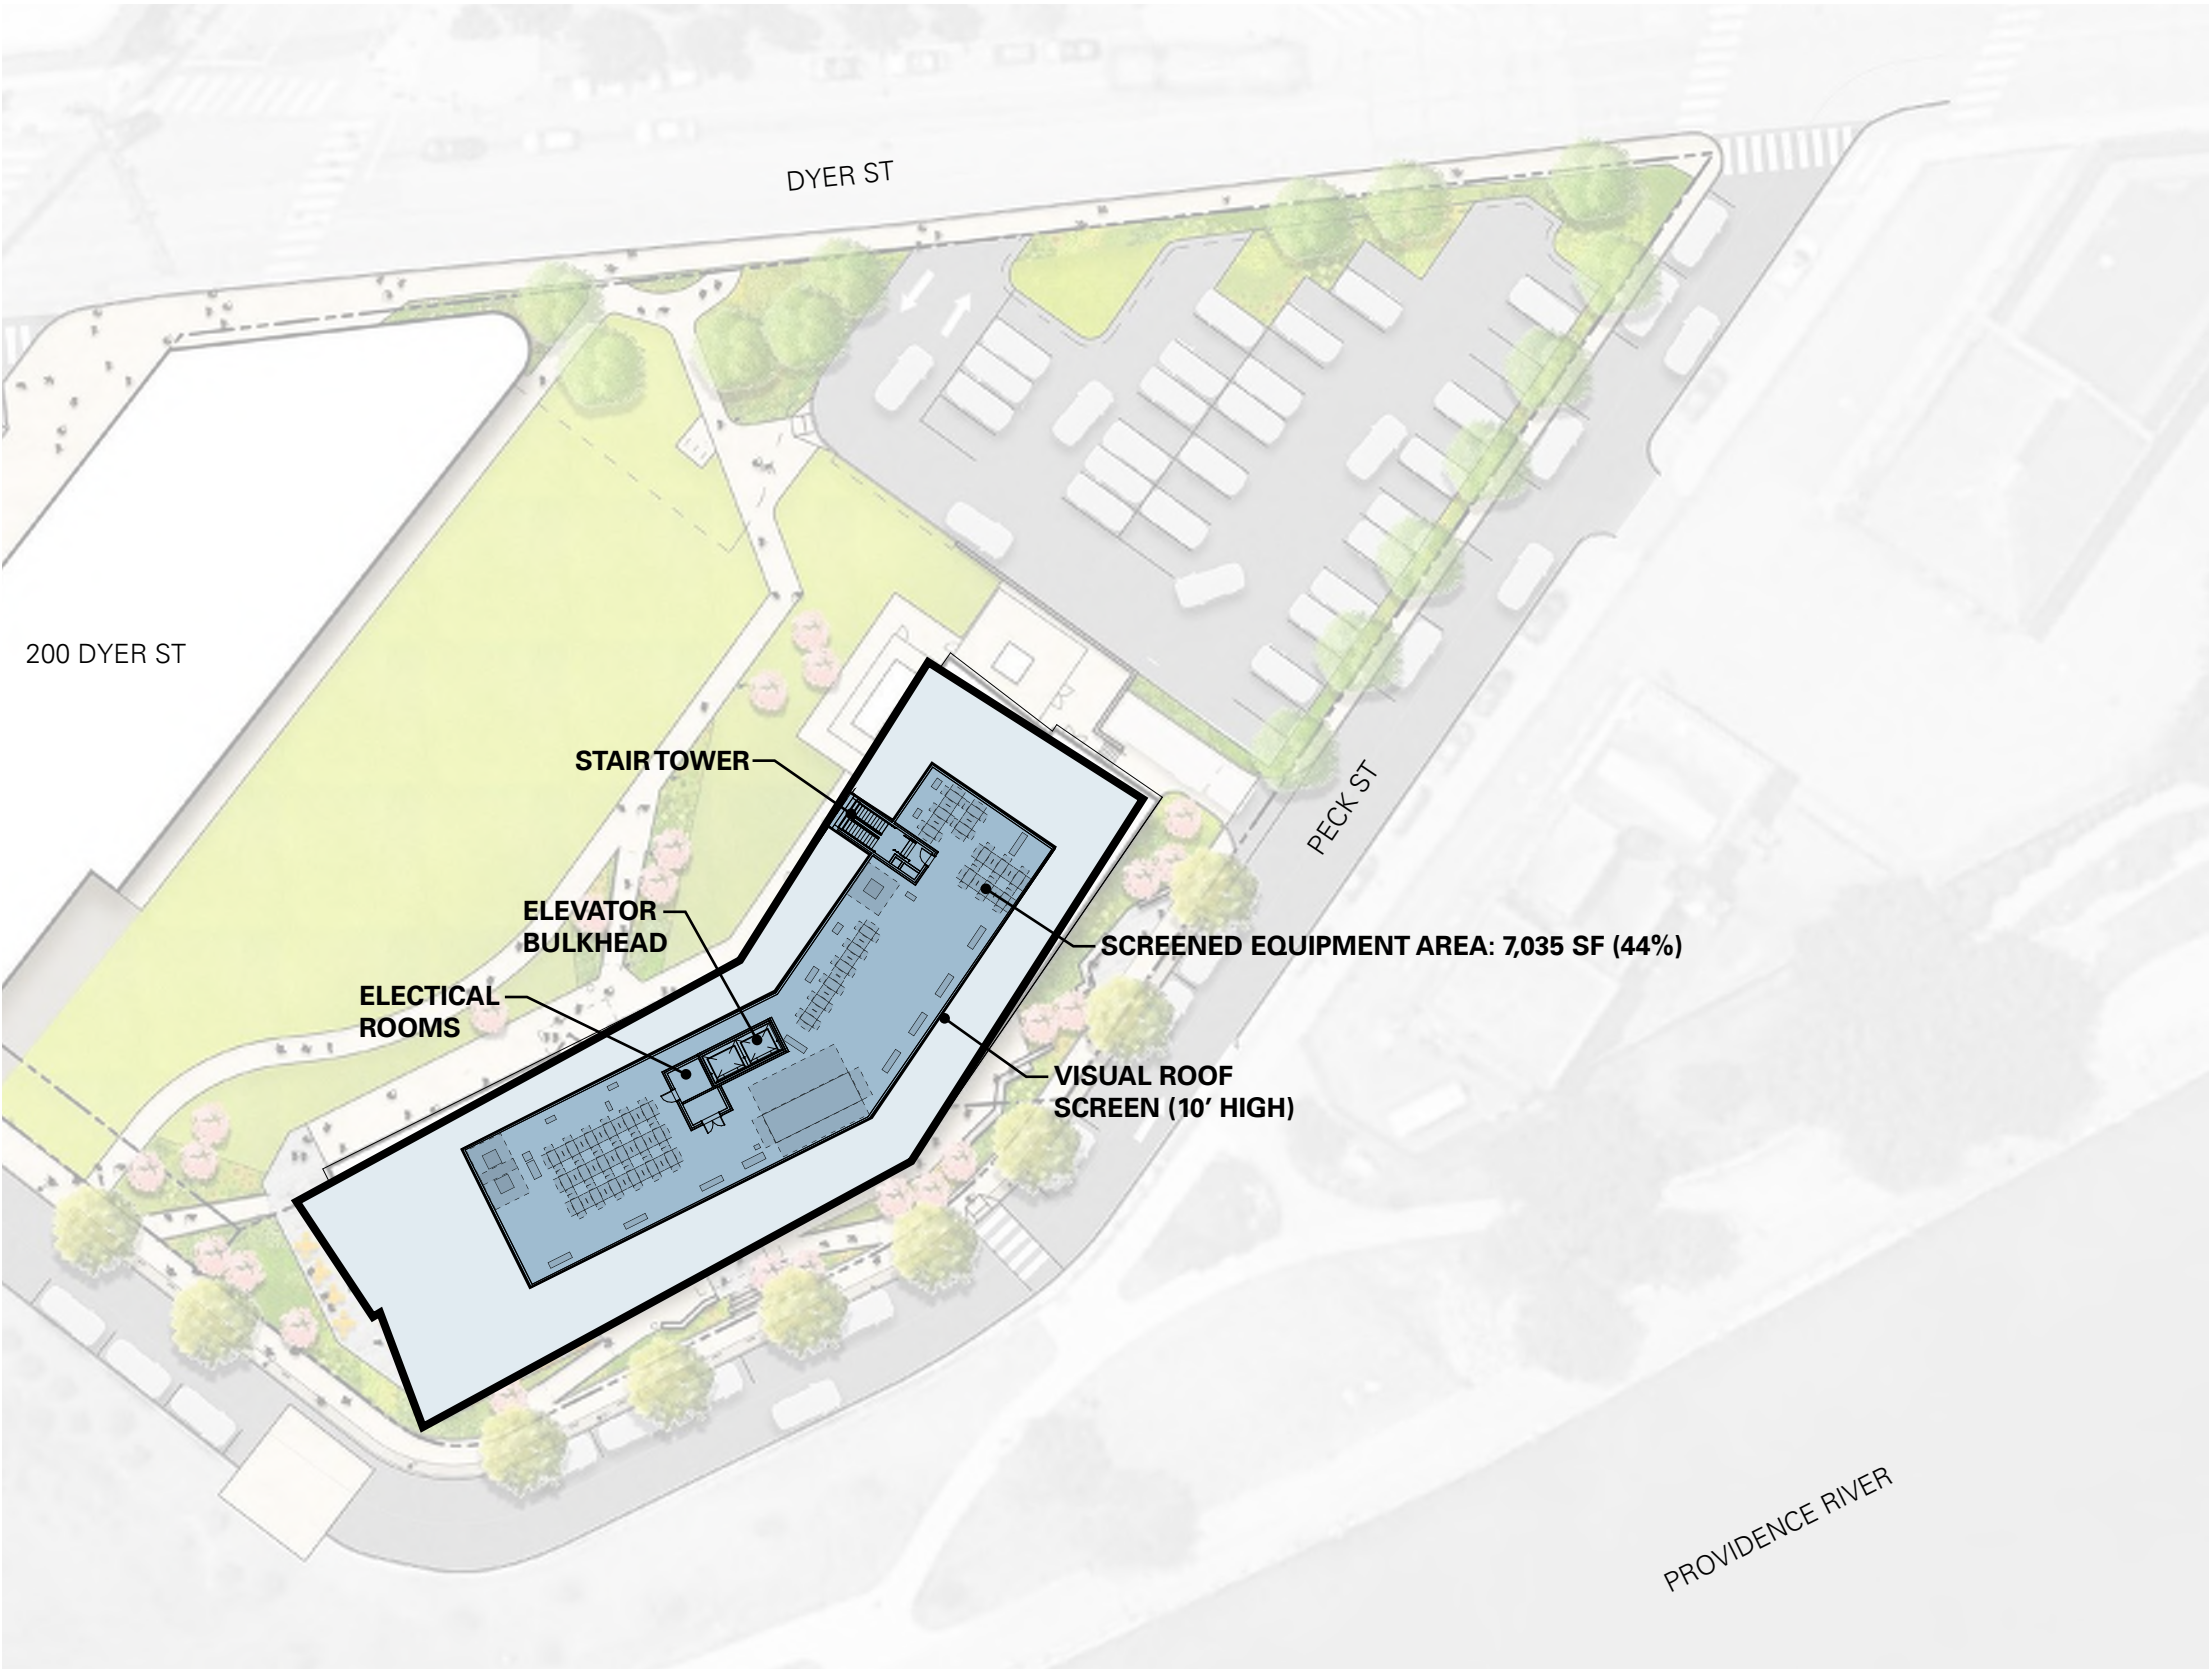 DYER ST
200 DYER ST
STAIR TOWER
PECK ST
ELEVATOR
BULKHEAD
SCREENED EQUIPMENT AREA: 7,035 SF (44%)
ELECTICAL
ROOMS
VISUAL ROOF
SCREEN (10’ HIGH)
PROVIDENCE RIVER